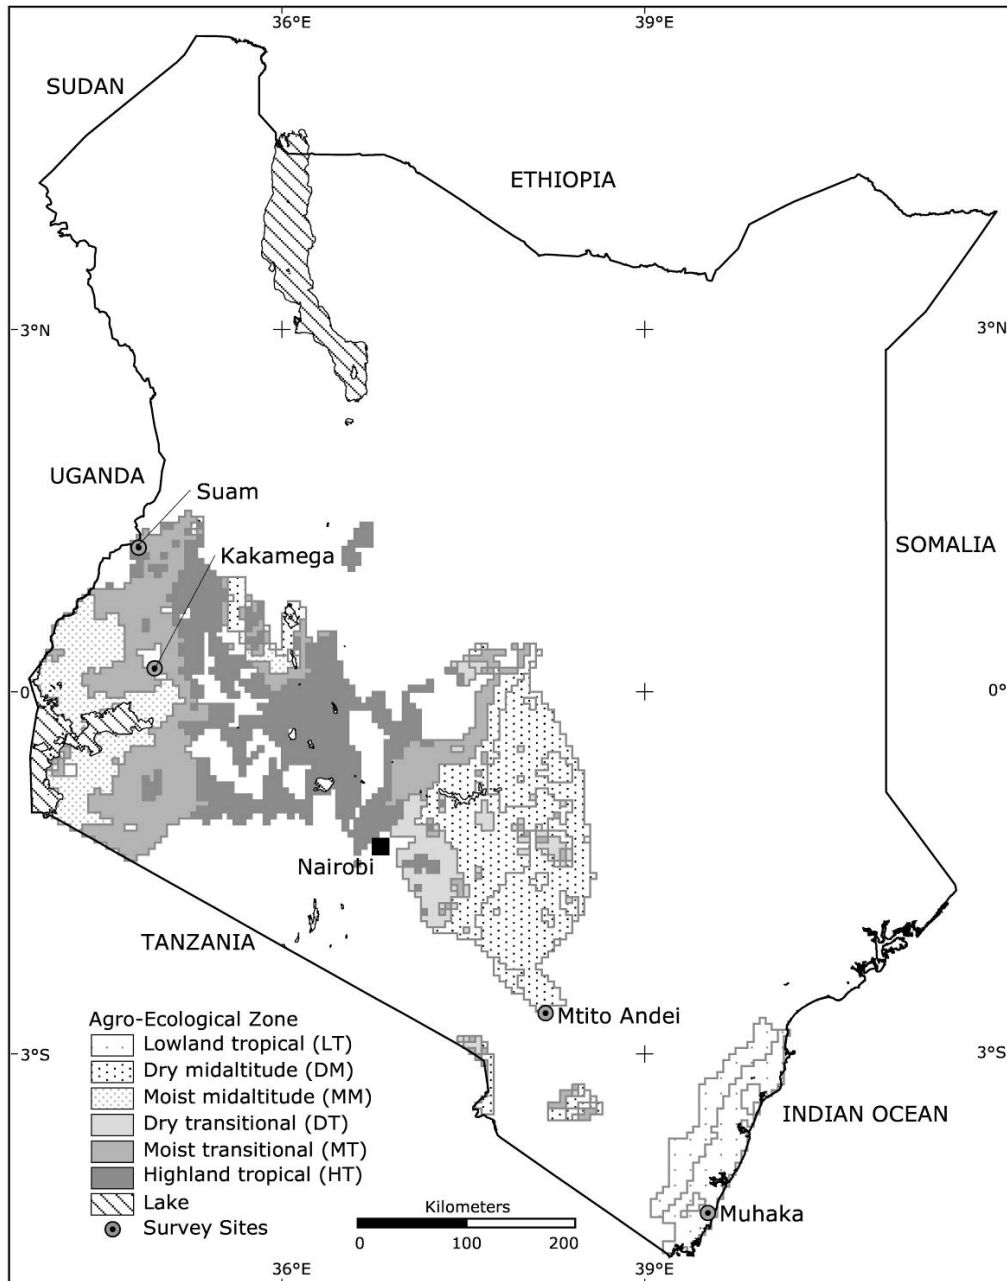 36°E
39°E
SUDAN
ETHIOPIA
3°N
3°N
UGANDA
Suam
Kakamega
SOMALIA
0
0°
Nairobi
TANZANIA
Mtito Andei
Agro-Ecological Zone
Lowland tropical (LT)
Dry midaltitude (DM)
Moist midaltitude (MM)
Dry transitional (DT)
Moist transitional (MT)
Highland tropical (HT)
Lake
Survey Sites
3°S
3°S
INDIAN OCEAN
Muhaka
Kilometers
0 100 200
36°E
39°E